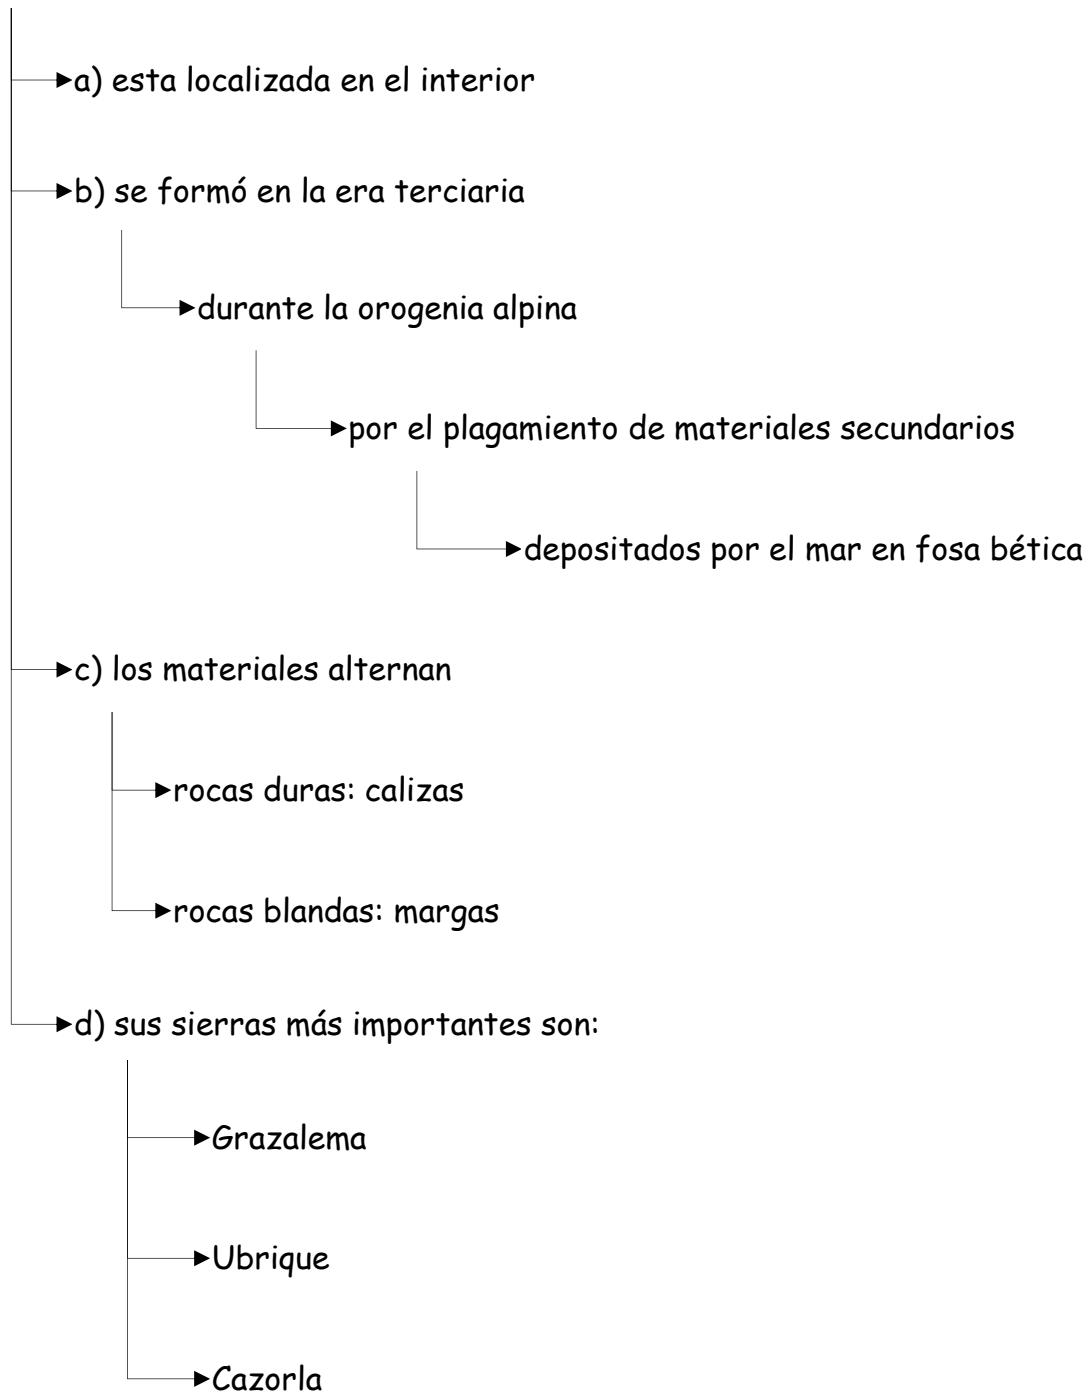 a) esta localizada en el interior
b) se formó en la era terciaria
durante la orogenia alpina
por el plagamiento de materiales secundarios
depositados por el mar en fosa bética
c) los materiales alternan
rocas duras: calizas
rocas blandas: margas
d) sus sierras más importantes son:
Grazalema
Ubrique
Cazorla